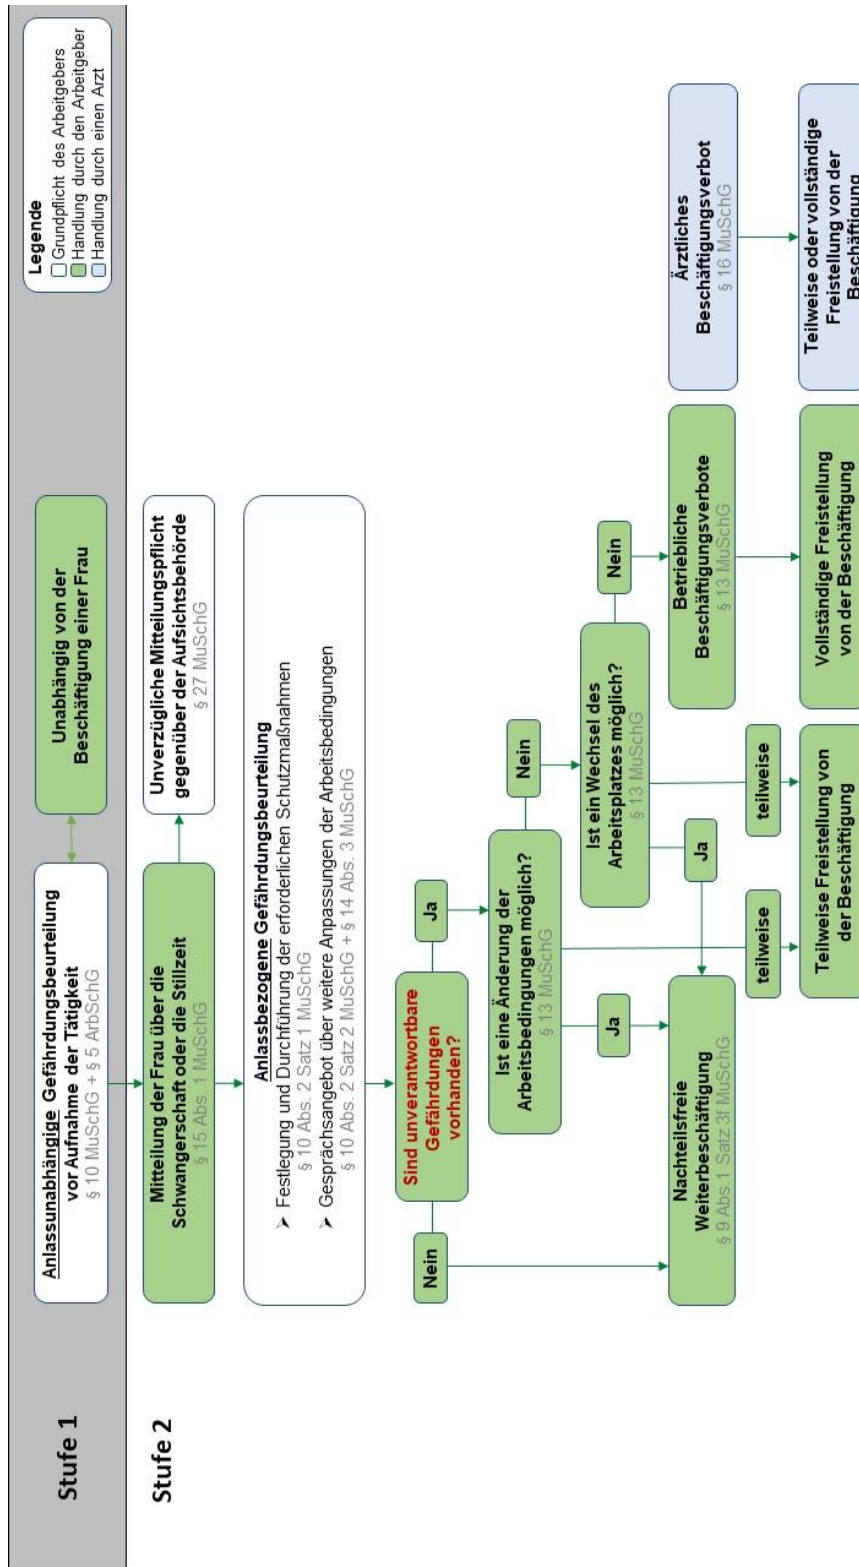 Legende
Grundpflicht des Arbeitgebers
Handlung durch den Arbeitgeber
Handlung durch einen Arzt
Stufe 1
Anlassunabhängige Gefährdungsbeurteilung
vor Aufnahme der Tätigkeit
§ 10 MuSchG + § 5 ArbSchG
Unabhängig von der
Beschäftigung einer Frau
Stufe 2
Mitteilung der Frau über die
Schwangerschaft oder die Stillzeit
§ 15 Abs. 1 MuSchG
Unverzügliche Mitteilungspflicht
gegenüber der Aufsichtsbehörde
§ 27 MuSchG
Anlassbezogene Gefährdungsbeurteilung
➤ Festlegung und Durchführung der erforderlichen Schutzmaßnahmen
§ 10 Abs. 2 Satz 1 MuSchG
➤ Gesprächsangebot über weitere Anpassungen der Arbeitsbedingungen
§ 10 Abs. 2 Satz 2 MuSchG + § 14 Abs. 3 MuSchG
Nein
Sind unverantwortbare
Gefährdungen
vorhanden?
Ja
Ist eine Änderung der
Arbeitsbedingungen möglich?
§ 13 MuSchG
Nein
Ja
Ist ein Wechsel des
Arbeitsplatzes möglich?
§ 13 MuSchG
Nein
Ja
Nachteilsfreie
Weiterbeschäftigung
§ 9 Abs.1 Satz 3f MuSchG
teilweise
teilweise
Betriebliche
Beschäftigungsverbote
§ 13 MuSchG
Ärztliches
Beschäftigungsverbot
§ 16 MuSchG
Teilweise Freistellung von
der Beschäftigung
Vollständige Freistellung
von der Beschäftigung
Teilweise oder vollständige
Freistellung von der
Beschäftigung